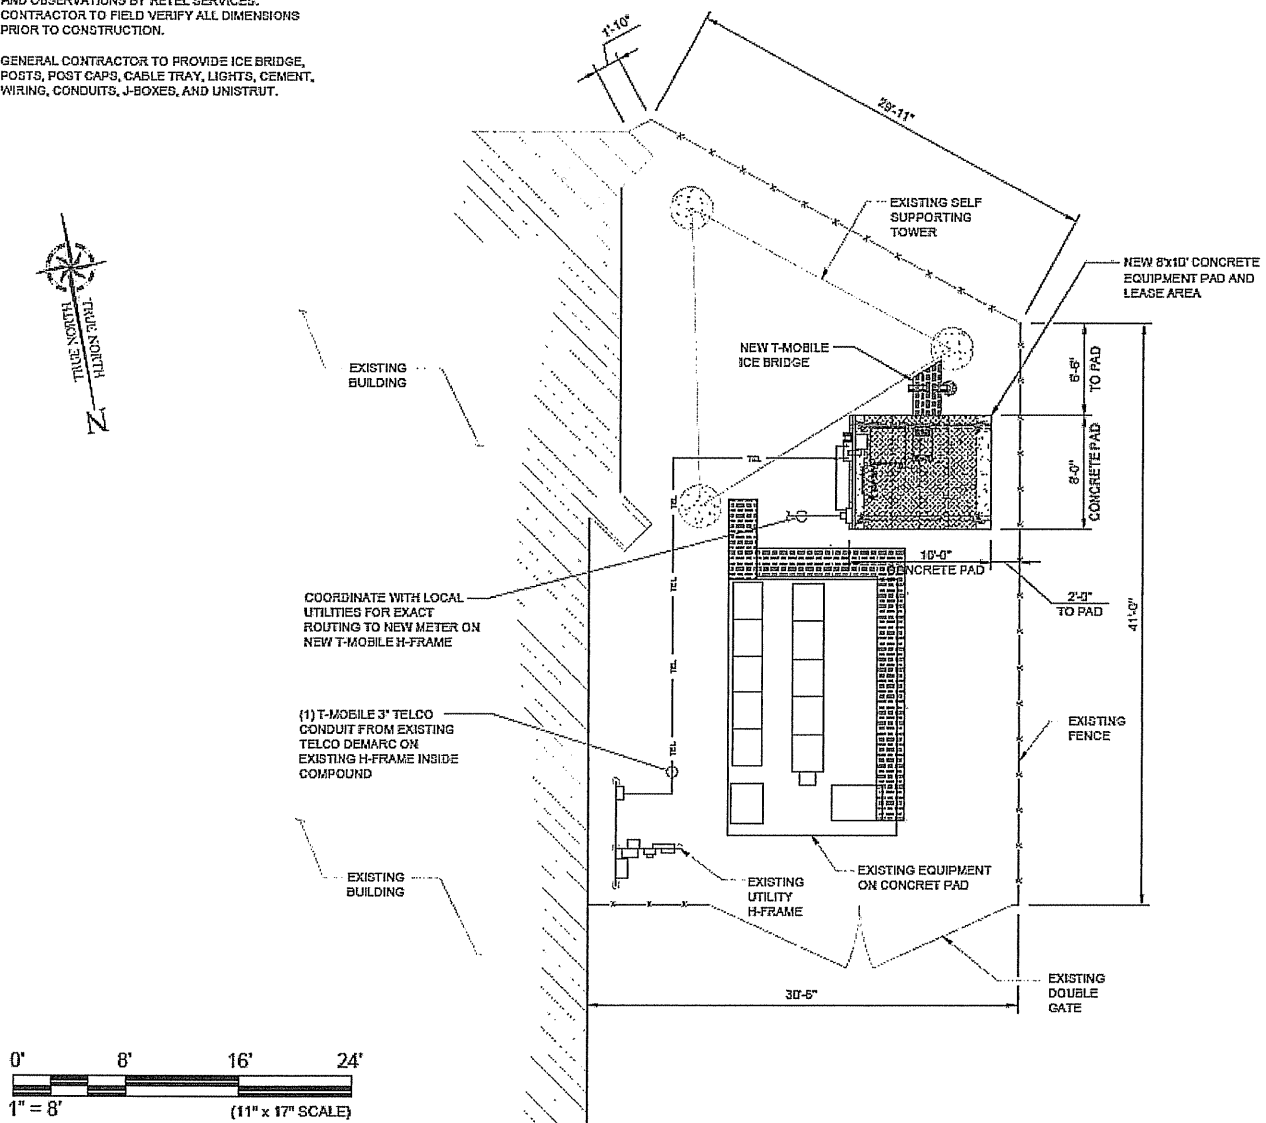 AND OBSERVATIONS BY RETEL SERVICES.
CONTRACTOR TO FIELD VERIFY ALL DIMENSIONS
PRIOR TO CONSTRUCTION.
GENERAL CONTRACTOR TO PROVIDE ICE BRIDGE,
POSTS, POST CAPS, CABLE TRAY, LIGHTS, CEMENT,
WIRING, CONDUITS, J-BOXES, AND UNISTRUT.
1'-10"
29'-11"
EXISTING SELF
SUPPORTING
TOWER
NEW 8'x10' CONCRETE
EQUIPMENT PAD AND
LEASE AREA
TRUE NORTH
TRUE NORTH
N
NEW T-MOBILE
ICE BRIDGE
EXISTING
BUILDING
6'-6"
TO PAD
8'-0"
CONCRETE PAD
TEL
TEL
TEL
TEL
TEL
10'-0"
CONCRETE PAD
2'-0"
TO PAD
41'-0"
COORDINATE WITH LOCAL
UTILITIES FOR EXACT
ROUTING TO NEW METER ON
NEW T-MOBILE H-FRAME
(1) T-MOBILE 3" TELCO
CONDUIT FROM EXISTING
TELCO DEMARC ON
EXISTING H-FRAME INSIDE
COMPOUND
EXISTING
FENCE
EXISTING
BUILDING
EXISTING
UTILITY
H-FRAME
EXISTING EQUIPMENT
ON CONCRET PAD
EXISTING
DOUBLE
GATE
30'-6"
0' 8' 16' 24'
1" = 8' (11" x 17" SCALE)